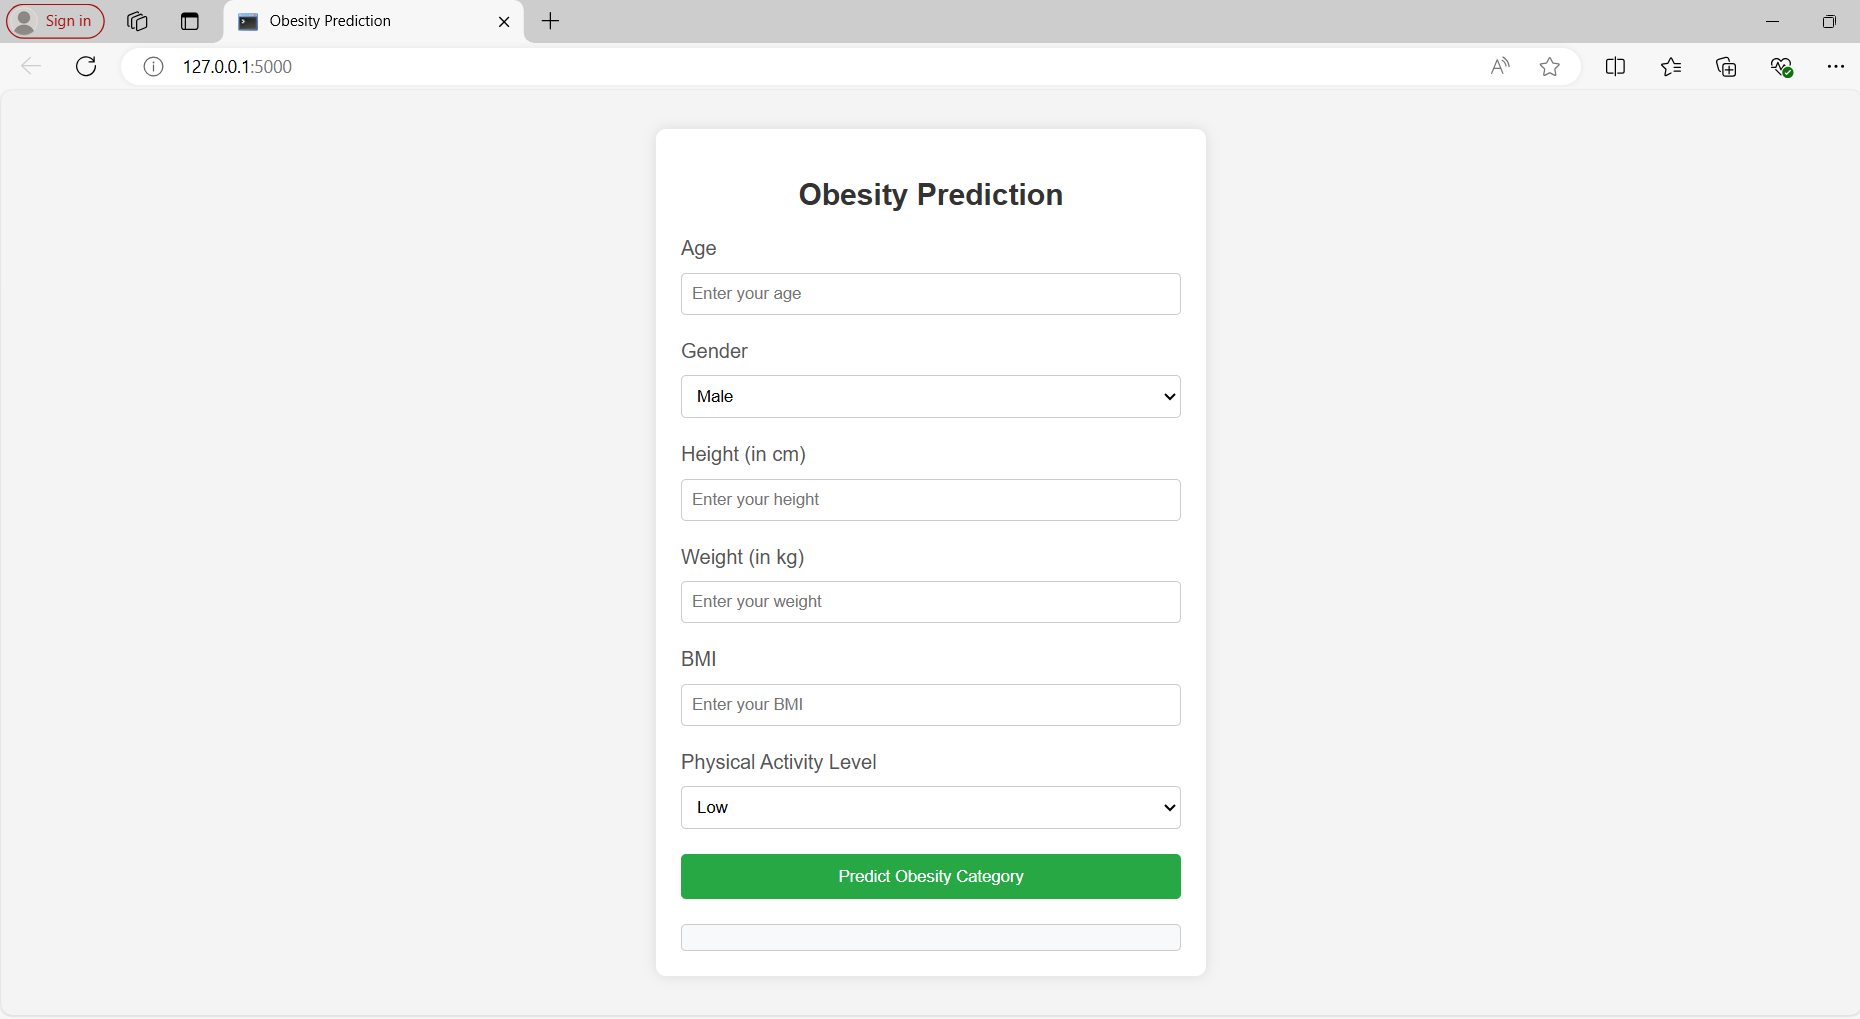 Sign in
Obesity Prediction
127.0.0.1:5000
Obesity Prediction
Age
Enter your age
Gender
Male
Height (in cm)
Enter your height
Weight (in kg)
Enter your weight
BMI
Enter your BMI
Physical Activity Level
Low
Predict Obesity Category